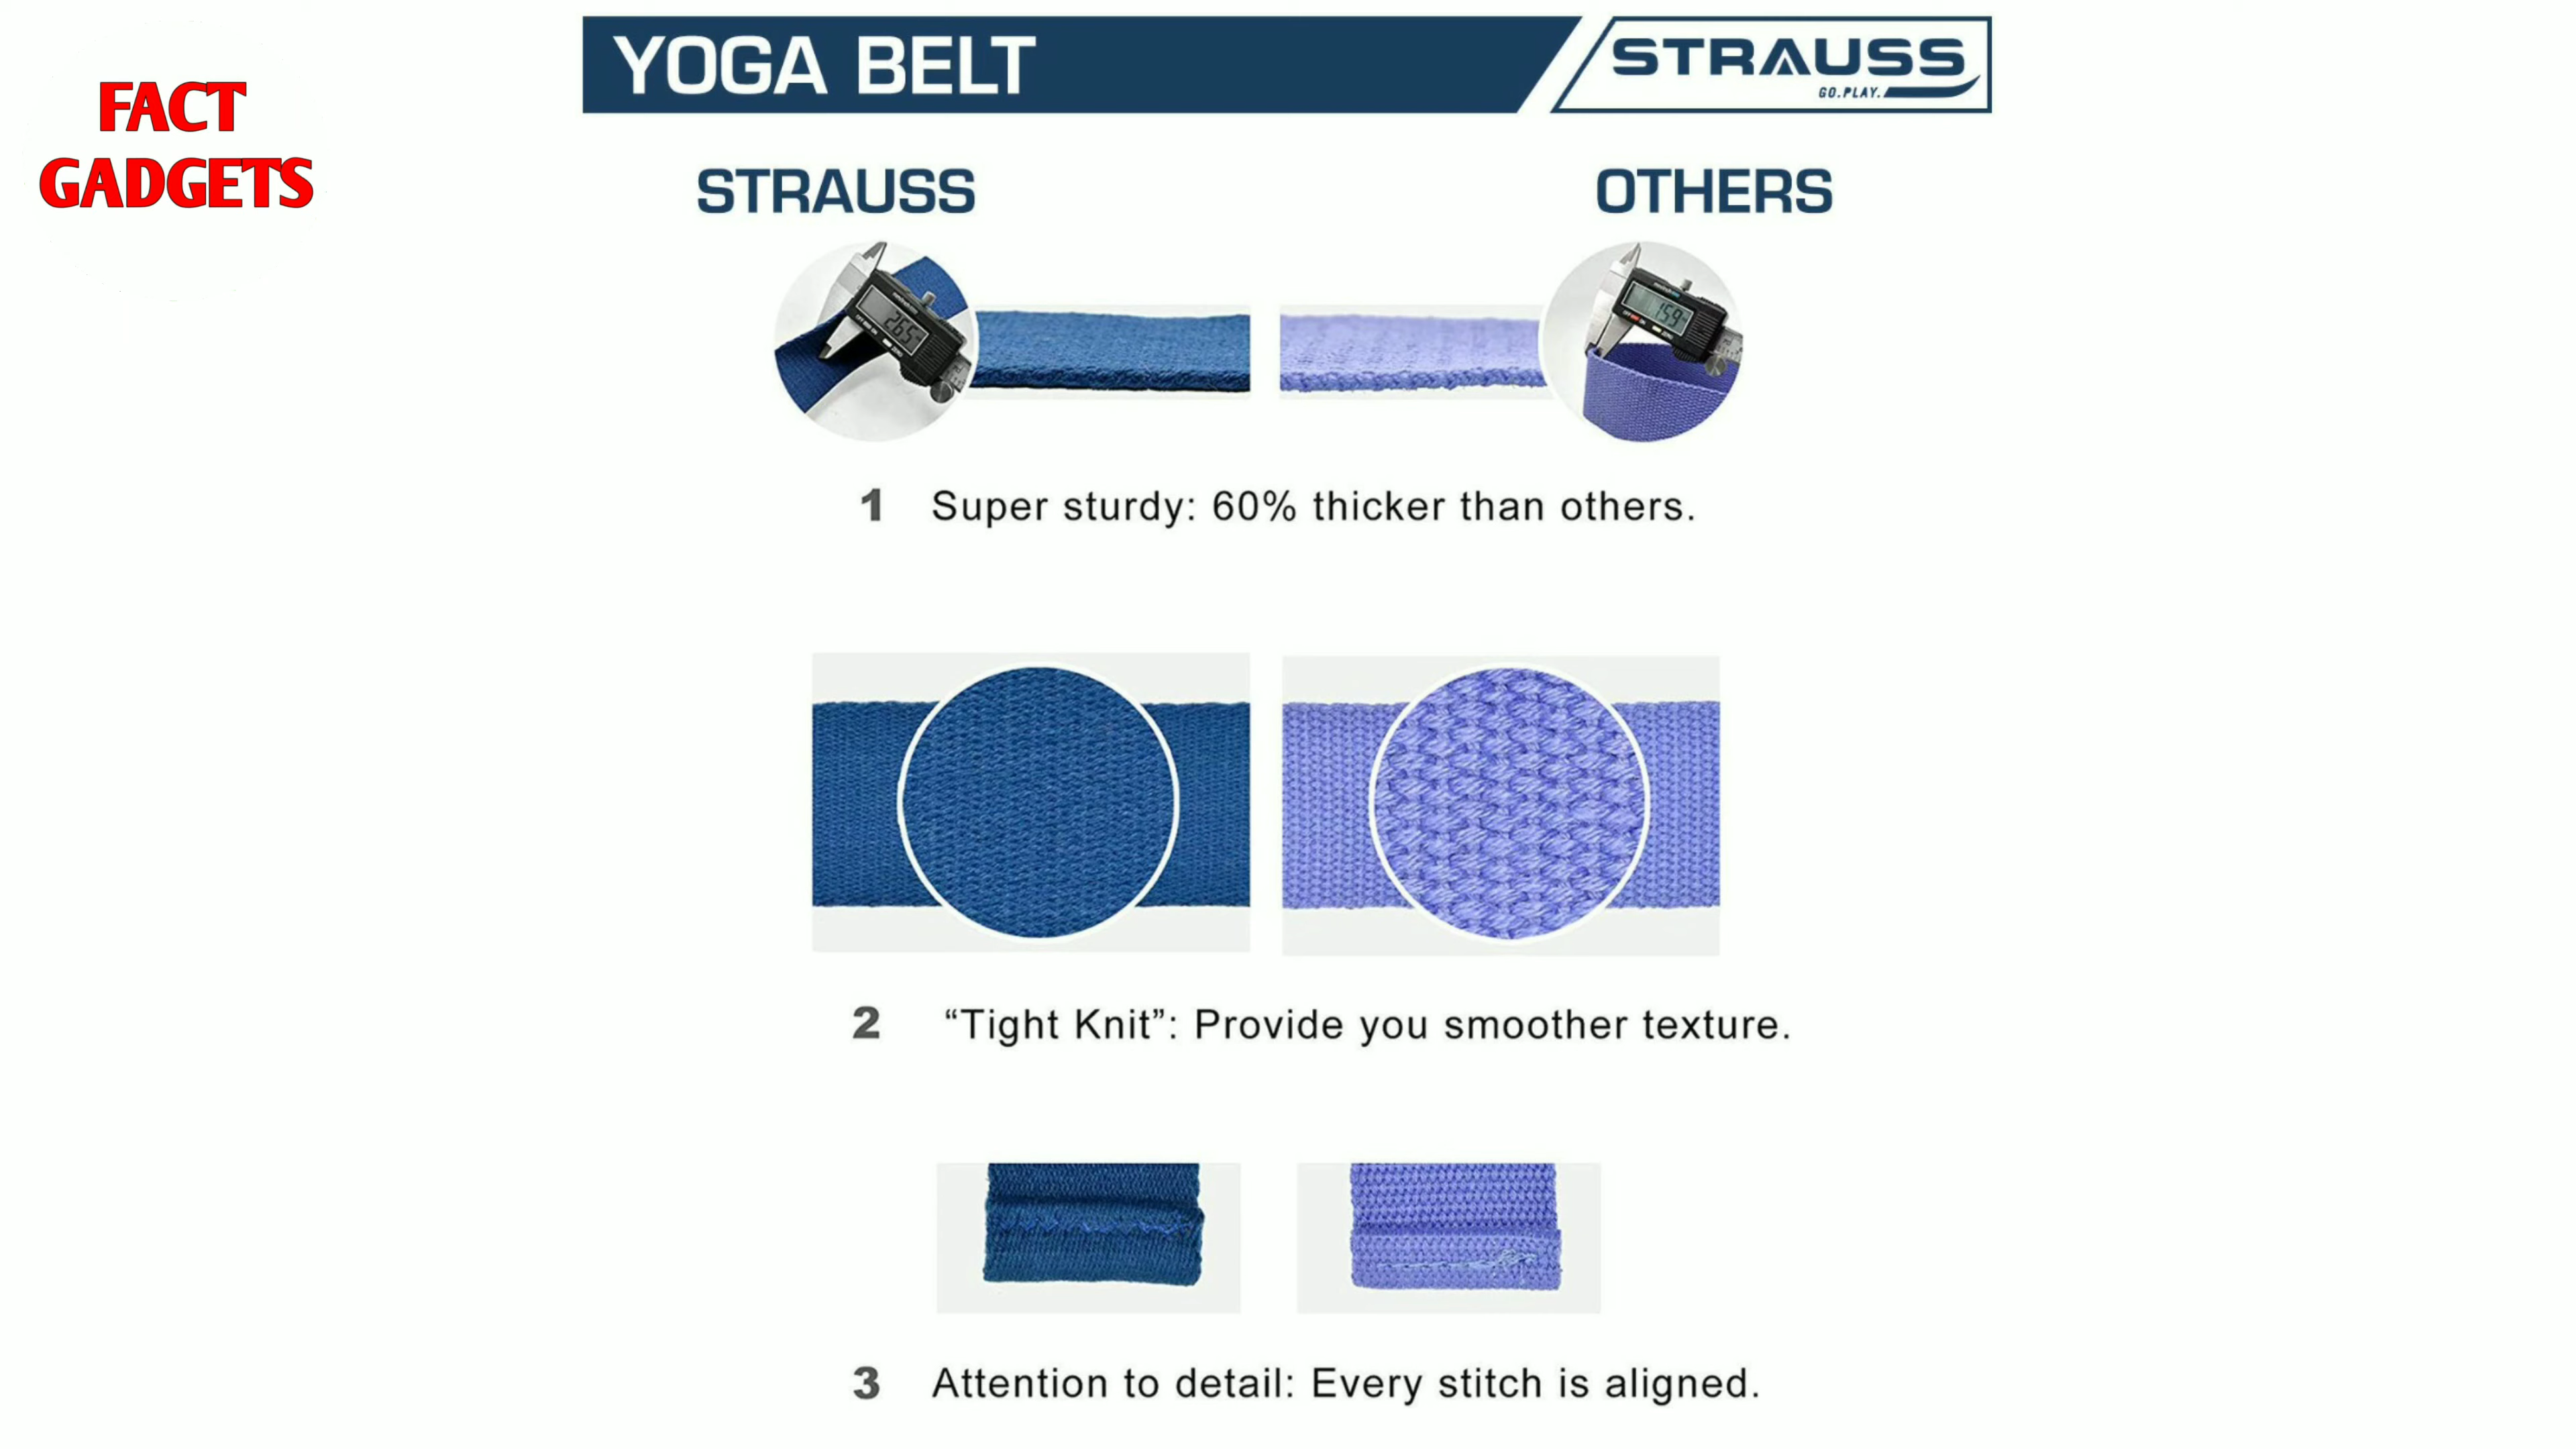 FACT
GADGETS
YOGA BELT
STRAUSS
GO.PLAY.
STRAUSS
OTHERS
1 Super sturdy: 60% thicker than others.
2 “Tight Knit”: Provide you smoother texture.
3 Attention to detail: Every stitch is aligned.